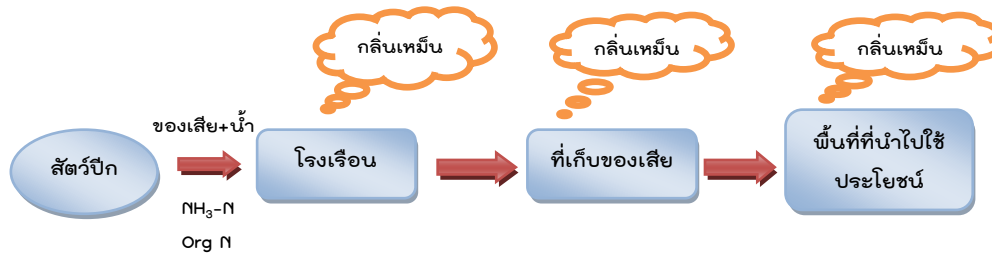 กลิ่นเหม็น
กลิ่นเหม็น
กลิ่นเหม็น
สัตว์ปีก
ของเสีย+น้ำ
NH₃-N
Org N
โรงเรือน
ที่เก็บของเสีย
พื้นที่ที่นำไปใช้
ประโยชน์